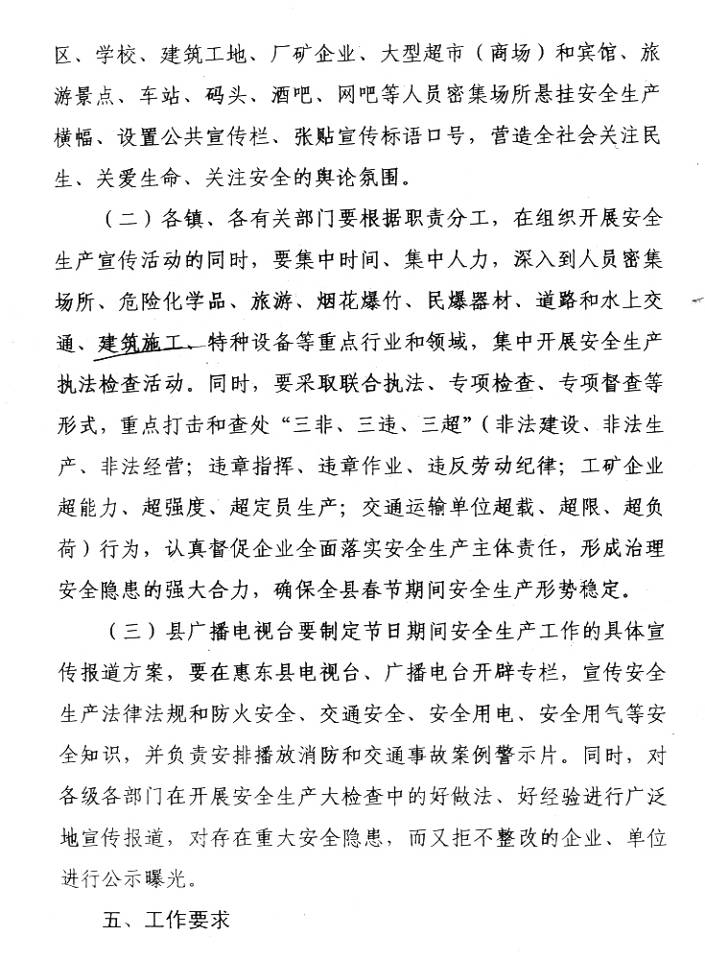 区、学校、建筑工地、厂矿企业、大型超市（商场）和宾馆、旅
游景点、车站、码头、酒吧、网吧等人员密集场所悬挂安全生产
横幅、设置公共宣传栏、张贴宣传标语口号，营造全社会关注民
生、关爱生命、关注安全的舆论氛围。
（二）各镇、各有关部门要根据职责分工，在组织开展安全
生产宣传活动的同时，要集中时间、集中人力，深入到人员密集
场所、危险化学品、旅游、烟花爆竹、民爆器材、道路和水上交
通、建筑施工、特种设备等重点行业和领域，集中开展安全生产
执法检查活动。同时，要采取联合执法、专项检查、专项督查等
形式，重点打击和查处“三非、三违、三超”（非法建设、非法生
产、非法经营；违章指挥、违章作业、违反劳动纪律；工矿企业
超能力、超强度、超定员生产；交通运输单位超载、超限、超负
荷）行为，认真督促企业全面落实安全生产主体责任，形成治理
安全隐患的强大合力，确保全县春节期间安全生产形势稳定。
（三）县广播电视台要制定节日期间安全生产工作的具体宣
传报道方案，要在惠东县电视台、广播电台开辟专栏，宣传安全
生产法律法规和防火安全、交通安全、安全用电、安全用气等安
全知识，并负责安排播放消防和交通事故案例警示片。同时，对
各级各部门在开展安全生产大检查中的好做法、好经验进行广泛
地宣传报道，对存在重大安全隐患，而又拒不整改的企业、单位
进行公示曝光。
五、工作要求